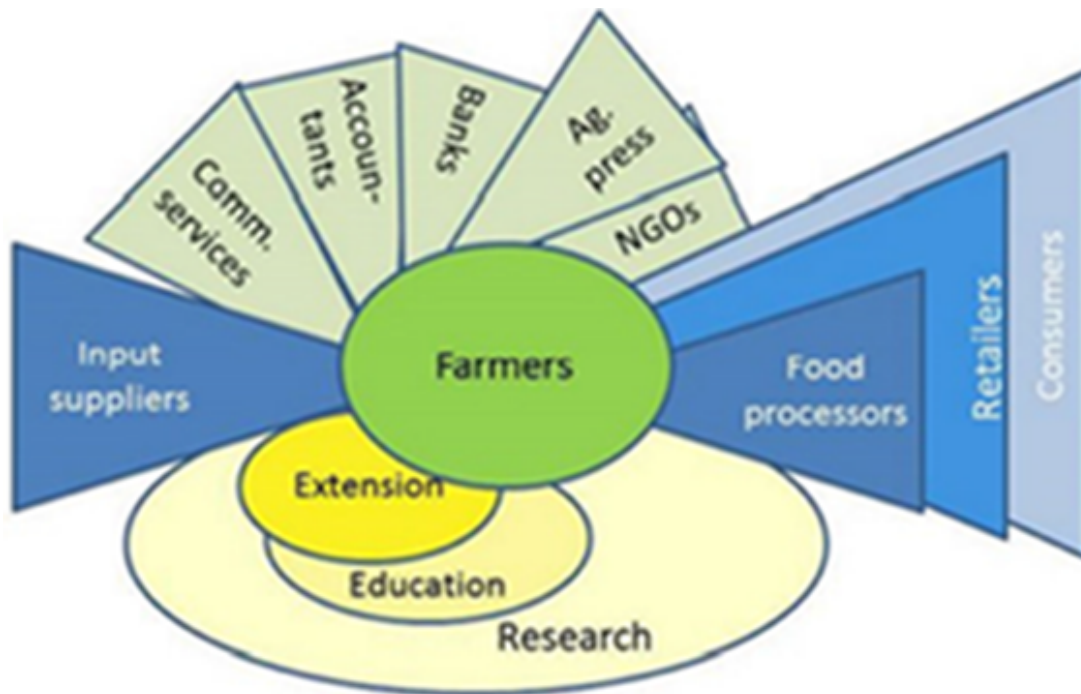 Comm.
services
Accoun-
tants
Banks
Ag.
press
NGOs
Input
suppliers
Farmers
Food
processors
Retailers
Consumers
Extension
Education
Research